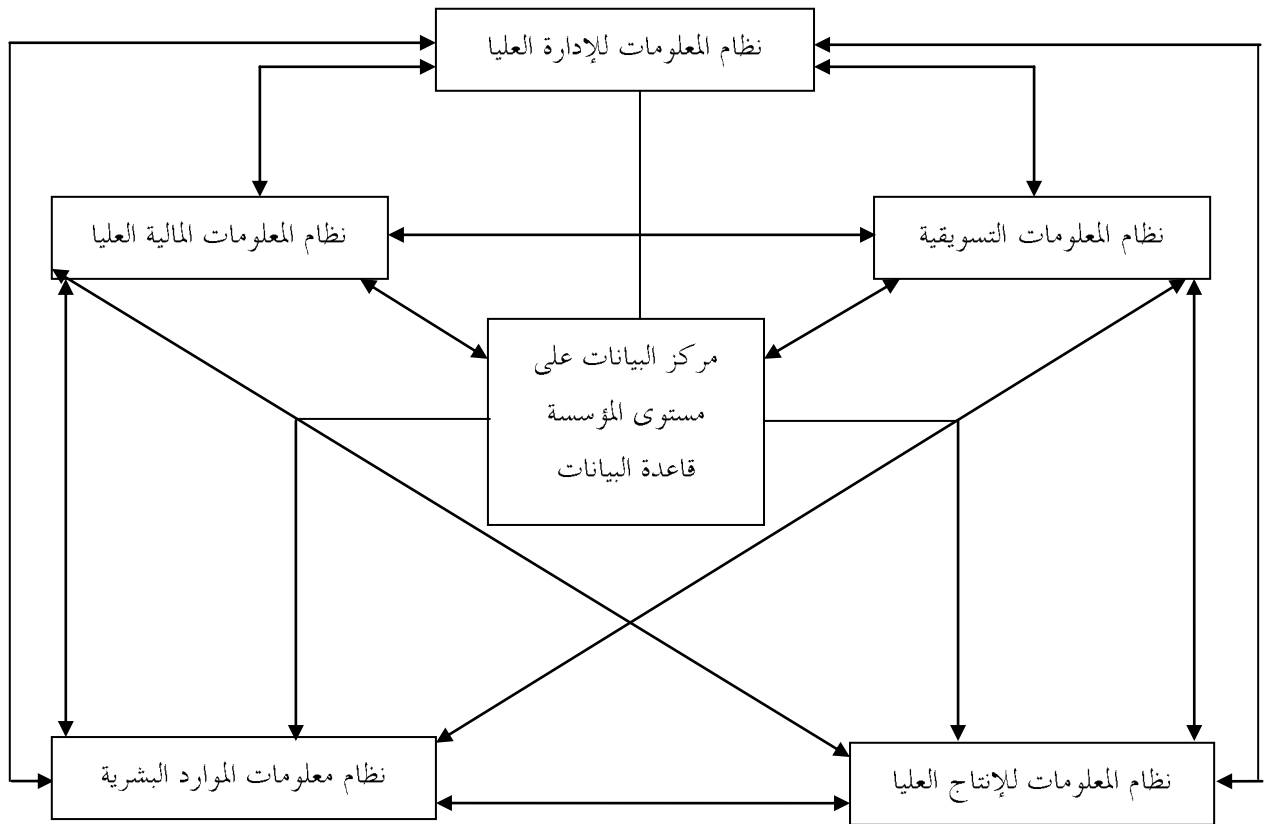 نظام المعلومات للإدارة العليا
نظام المعلومات التسويقية
نظام المعلومات المالية العليا
مركز البيانات على
مستوى المؤسسة
قاعدة البيانات
نظام المعلومات للإنتاج العليا
نظام معلومات الموارد البشرية